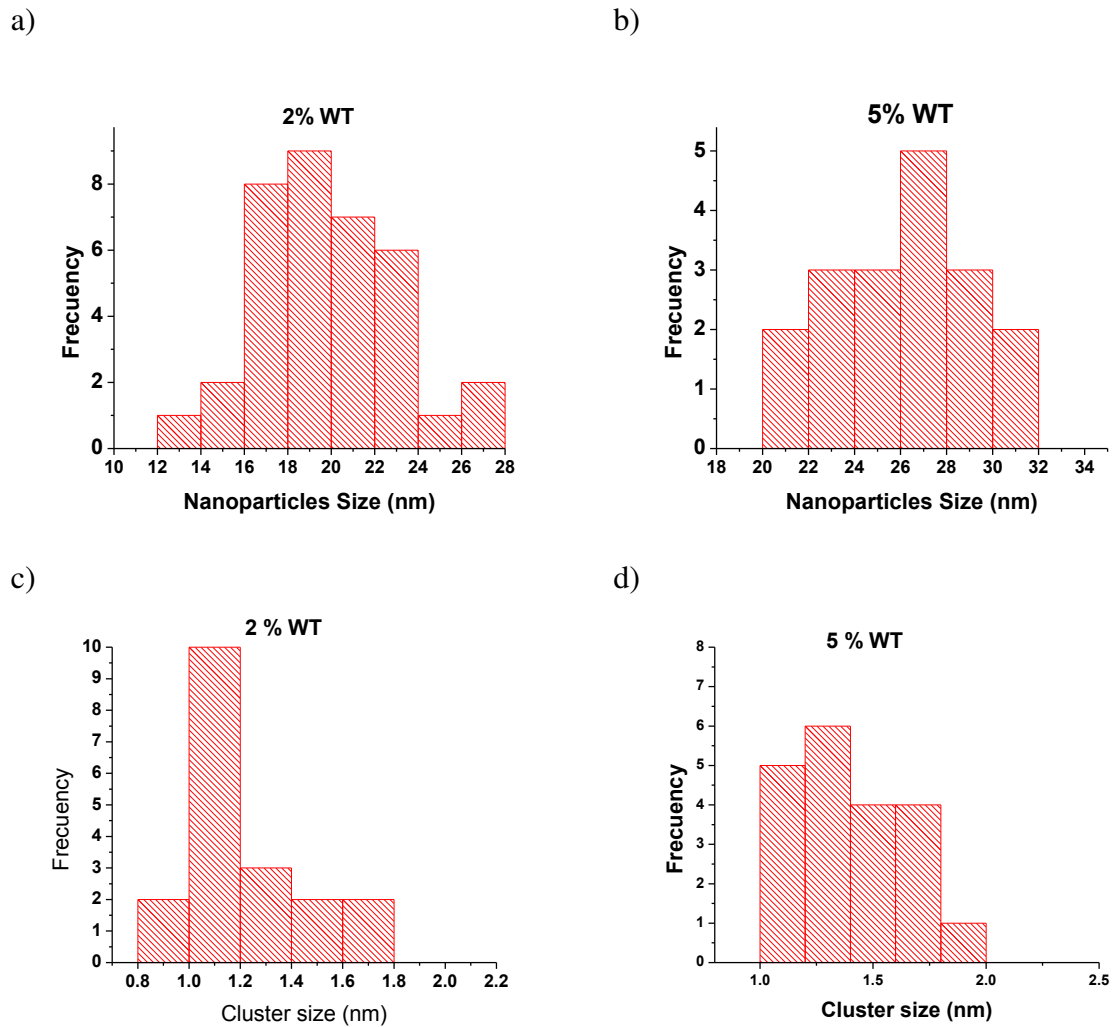 a)
2% WT
Frecuency
8
6
4
2
0
10 12 14 16 18 20 22 24 26 28
Nanoparticles Size (nm)
b)
5% WT
Frecuency
5
4
3
2
1
0
18 20 22 24 26 28 30 32 34
Nanoparticles Size (nm)
c)
2 % WT
Frecuency
10
9
8
7
6
5
4
3
2
1
0
0.8 1.0 1.2 1.4 1.6 1.8 2.0 2.2
Cluster size (nm)
d)
5 % WT
Frecuency
8
7
6
5
4
3
2
1
0
1.0 1.5 2.0 2.5
Cluster size (nm)